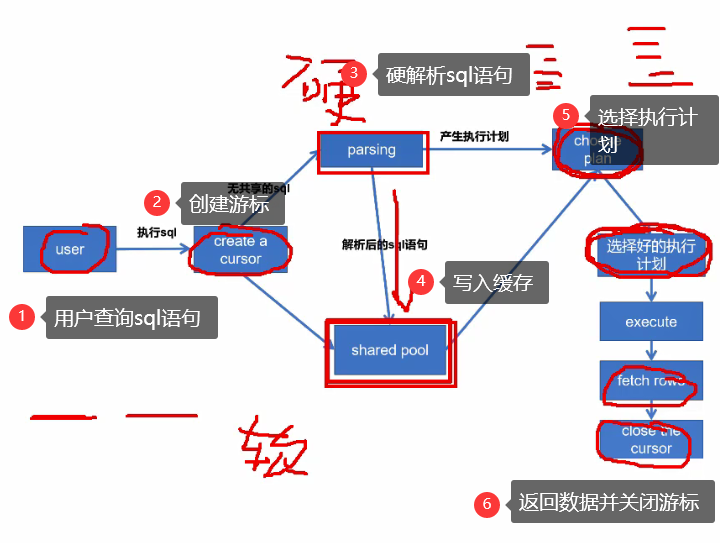 硬
3 硬解析sql语句
5 选择执行计
划
parsing
产生执行计划
choose
plan
无共享的sql
2 创建游标
执行sql
user
create a
cursor
解析后的sql语句
选择好的执行
计划
4 写入缓存
1 用户查询sql语句
execute
shared pool
fetch rows
软
close the
cursor
6 返回数据并关闭游标